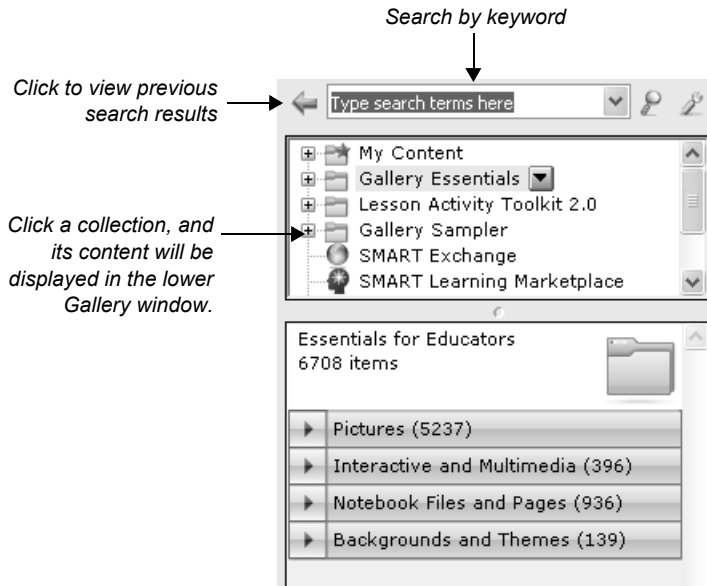 Search by keyword
Click to view previous
search results
Type search terms here
My Content
Gallery Essentials
Lesson Activity Toolkit 2.0
Gallery Sampler
SMART Exchange
SMART Learning Marketplace
Click a collection, and
its content will be
displayed in the lower
Gallery window.
Essentials for Educators
6708 items
Pictures (5237)
Interactive and Multimedia (396)
Notebook Files and Pages (936)
Backgrounds and Themes (139)